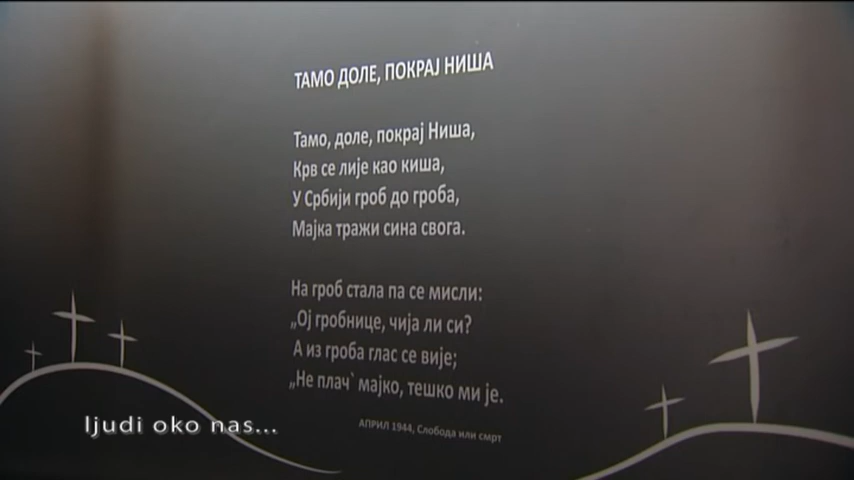 ТАМО ДОЛЕ, ПОКРАЈ НИША
Тамо, доле, покрај Ниша,
Крв се лије као киша,
У Србији гроб до гроба,
Мајка тражи сина свога.
На гроб стала па се мисли:
„Ој гробнице, чија ли си?
А из гроба глас се вије;
„Не плач` мајко, тешко ми је.
АПРИЛ 1944, Слобода или смрт
ljudi oko nas...